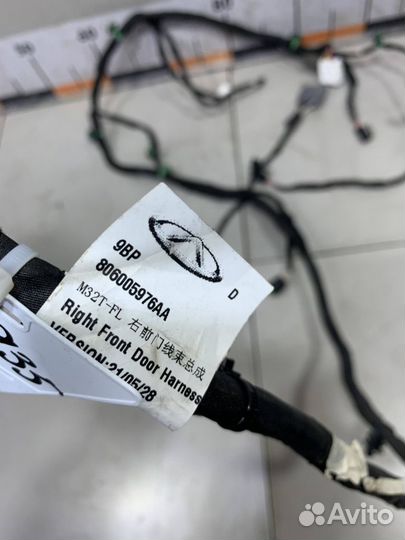 9BP
D
806005976AA
M32T-FL 右前门线束总成
Right Front Door Harness
VERSION:21/05/28
Avito